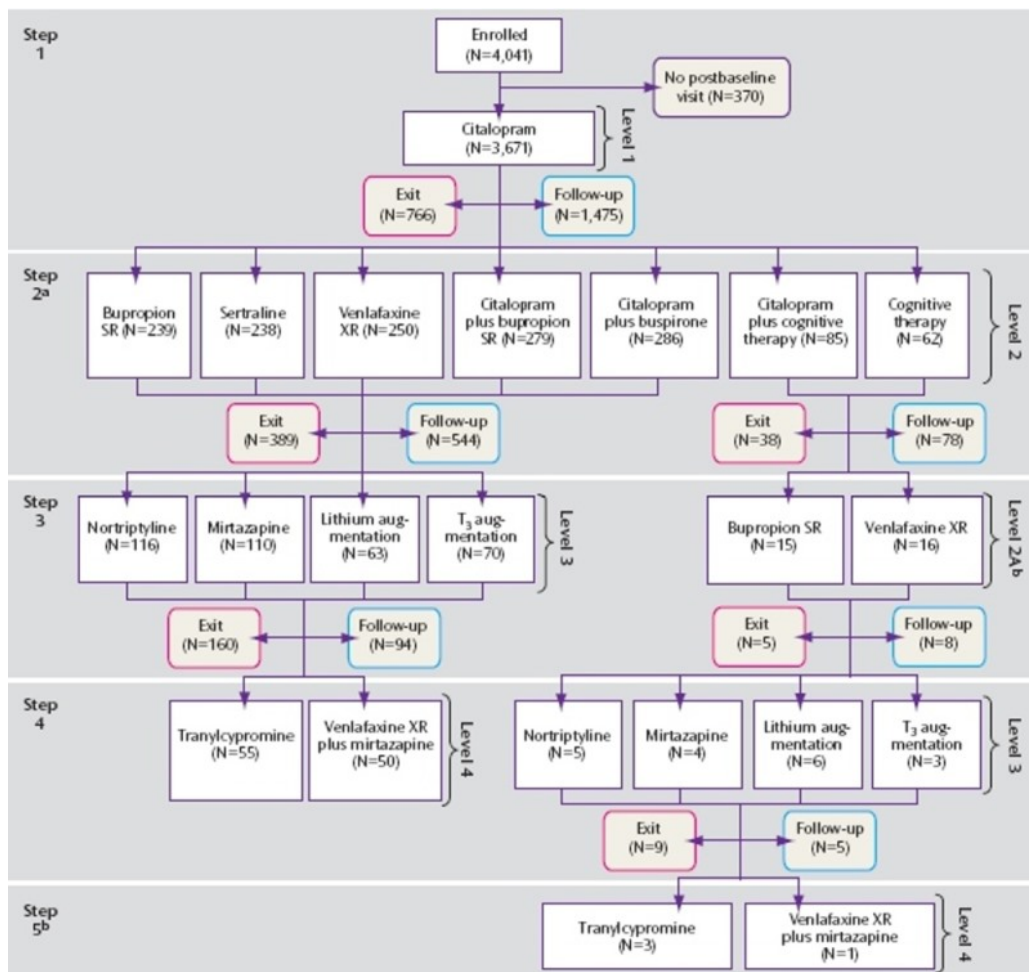 Step
1
Enrolled
(N=4,041)
No postbaseline
visit (N=370)
Citalopram
(N=3,671)
Level 1
Exit
(N=766)
Follow-up
(N=1,475)
Step
2a
Bupropion
SR (N=239)
Sertraline
(N=238)
Venlafaxine
XR (N=250)
Citalopram
plus bupropion
SR (N=279)
Citalopram
plus buspirone
(N=286)
Citalopram
plus cognitive
therapy (N=85)
Cognitive
therapy
(N=62)
Level 2
Exit
(N=389)
Follow-up
(N=544)
Exit
(N=38)
Follow-up
(N=78)
Step
3
Nortriptyline
(N=116)
Mirtazapine
(N=110)
Lithium aug-
mentation
(N=63)
T3 aug-
mentation
(N=70)
Level 3
Bupropion SR
(N=15)
Venlafaxine XR
(N=16)
Level 2Ab
Exit
(N=160)
Follow-up
(N=94)
Exit
(N=5)
Follow-up
(N=8)
Step
4
Tranylcypromine
(N=55)
Venlafaxine XR
plus mirtazapine
(N=50)
Level 4
Nortriptyline
(N=5)
Mirtazapine
(N=4)
Lithium aug-
mentation
(N=6)
T3 aug-
mentation
(N=3)
Level 3
Exit
(N=9)
Follow-up
(N=5)
Step
5b
Tranylcypromine
(N=3)
Venlafaxine XR
plus mirtazapine
(N=1)
Level 4